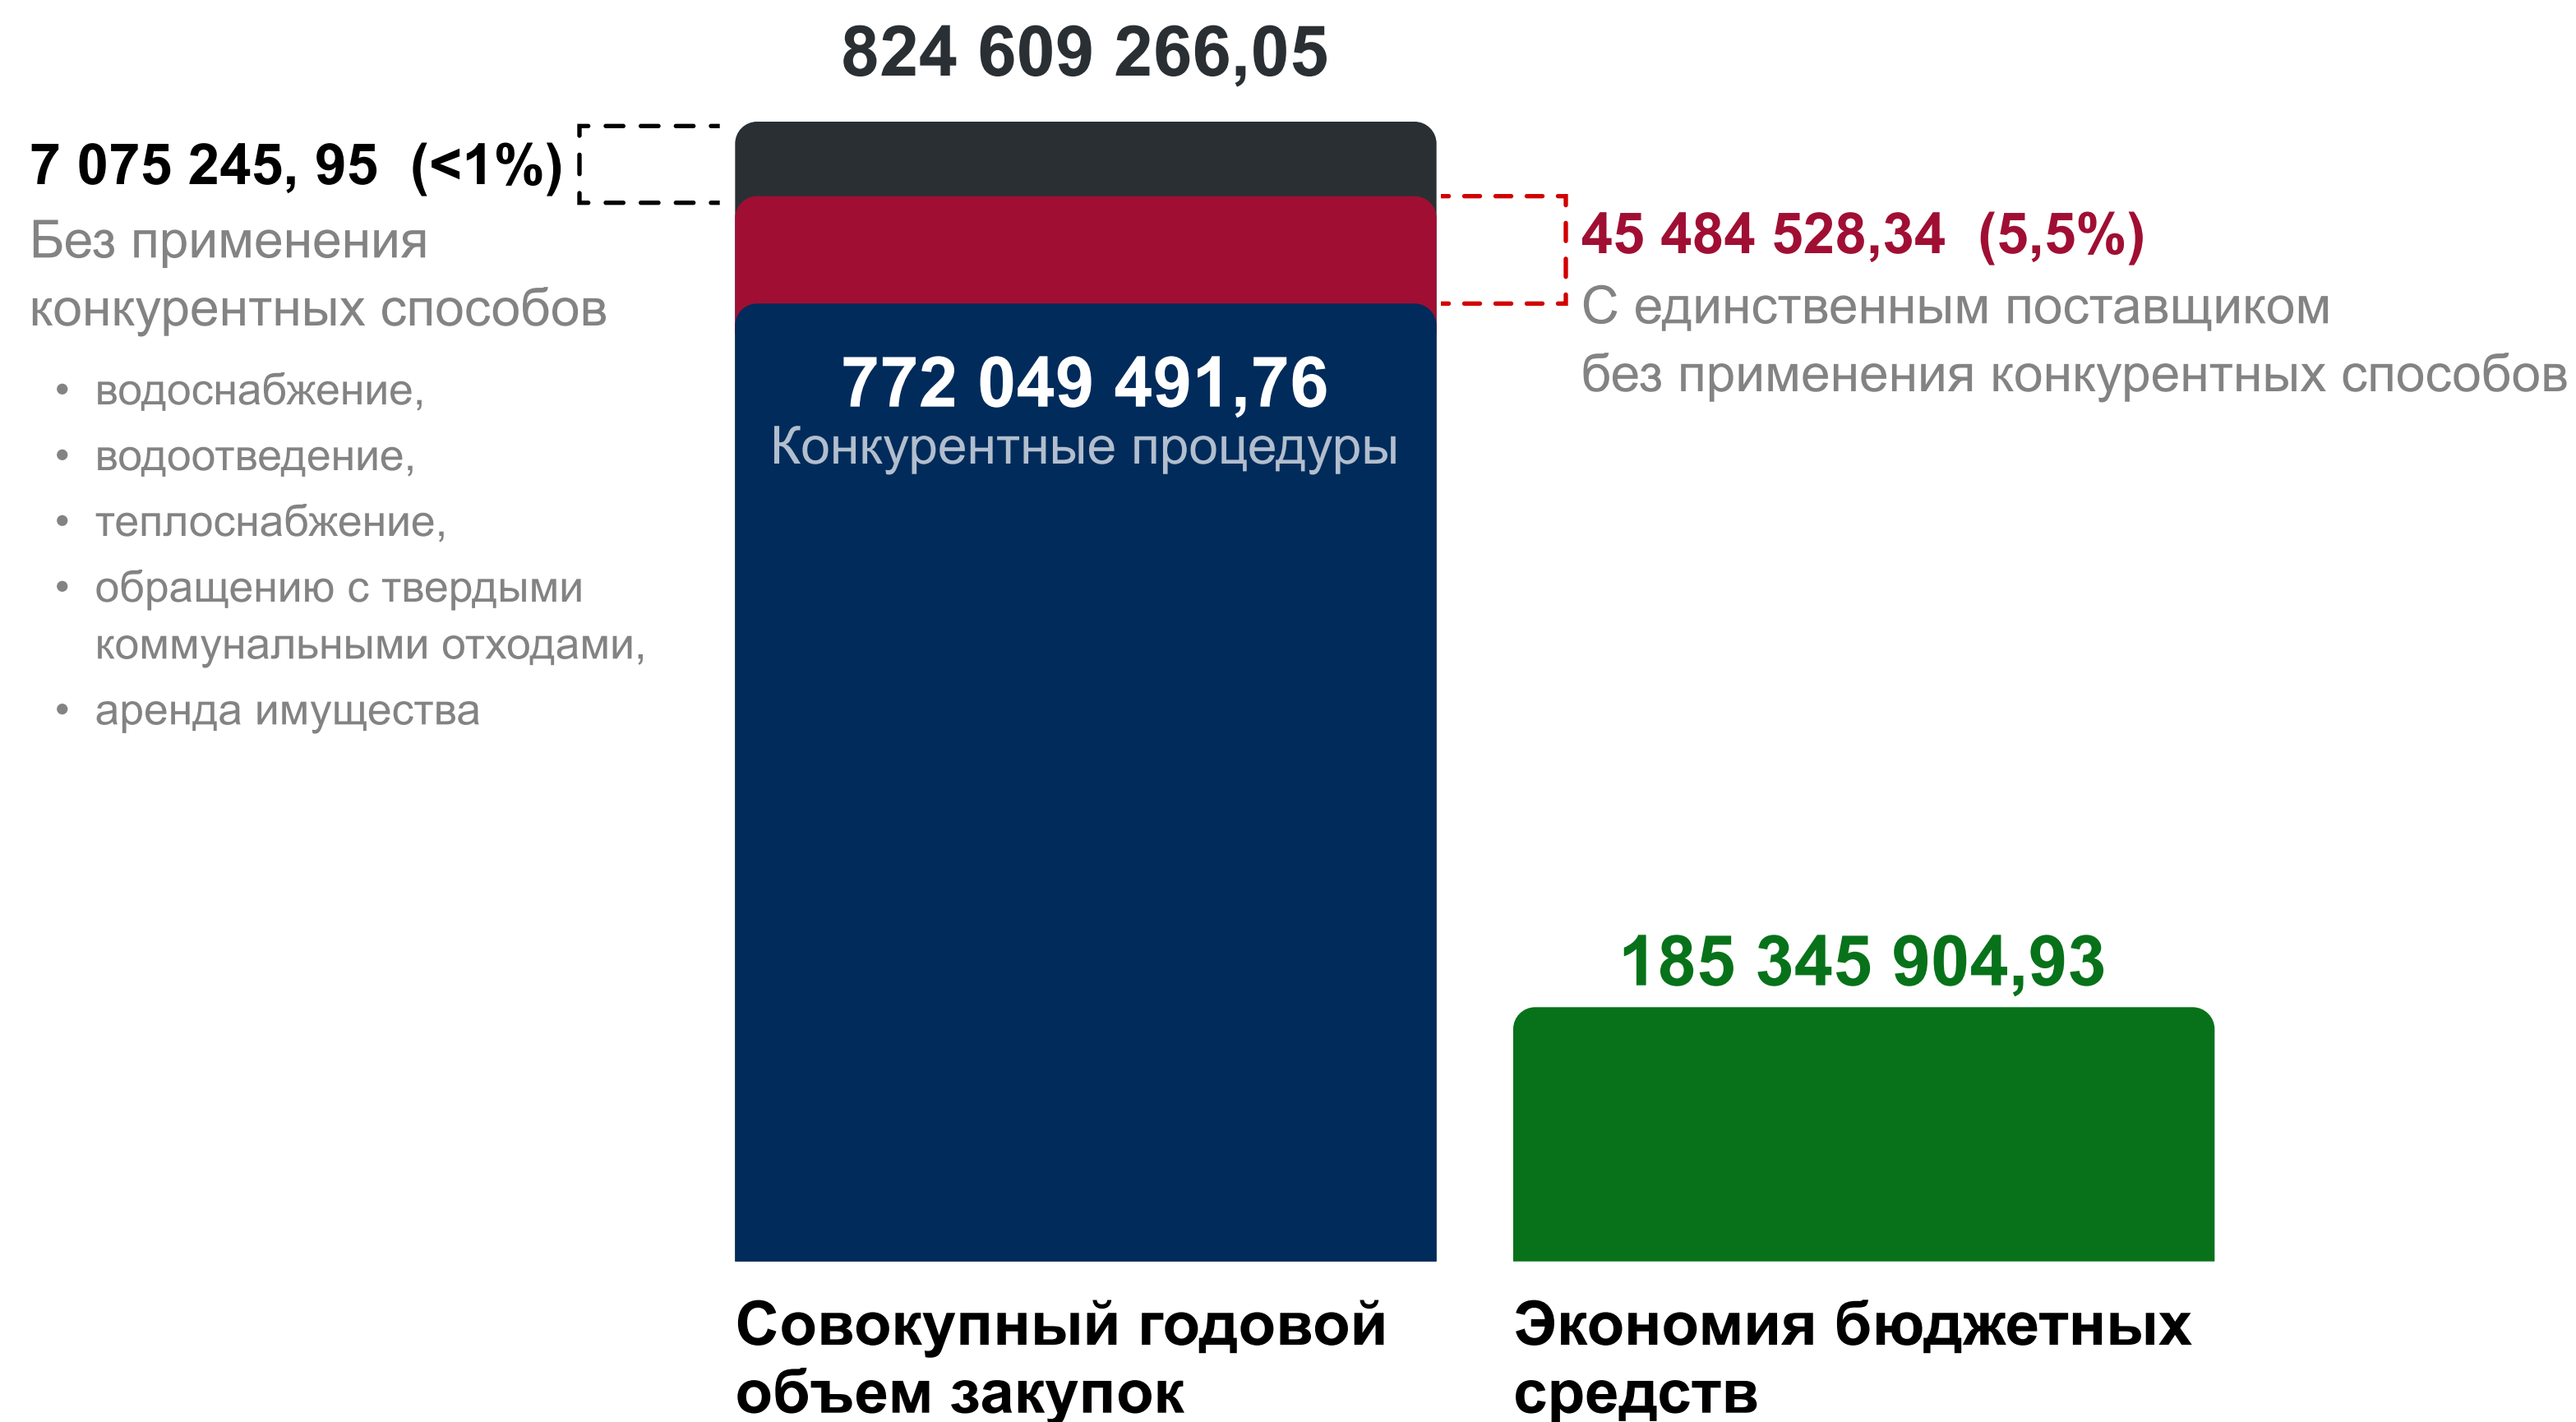 824 609 266,05
7 075 245, 95 (<1%)
Без применения
конкурентных способов
• водоснабжение,
• водоотведение,
• теплоснабжение,
• обращению с твердыми
коммунальными отходами,
• аренда имущества
45 484 528,34 (5,5%)
С единственным поставщиком
без применения конкурентных способов
772 049 491,76
Конкурентные процедуры
185 345 904,93
Совокупный годовой
объем закупок
Экономия бюджетных
средств